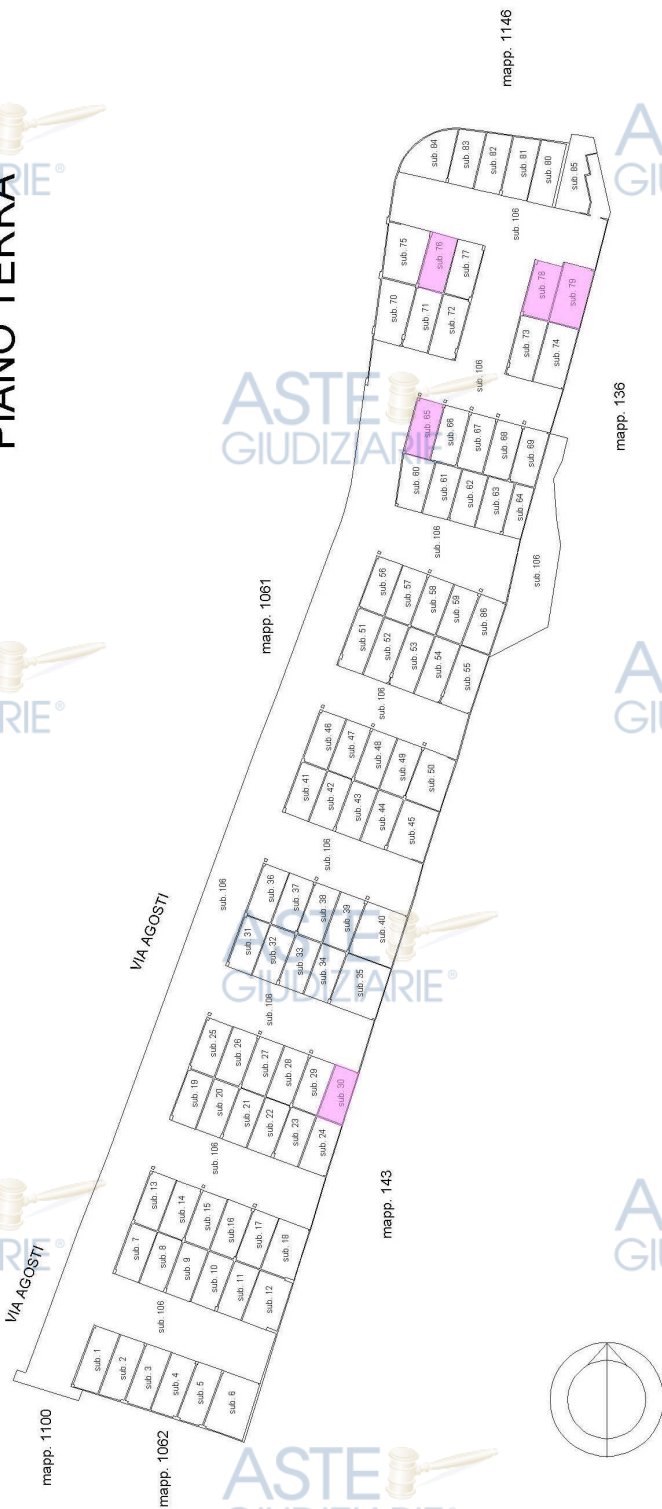 PIANO TERRA
mapp. 1146
sub. 84
sub. 83
sub. 82
sub. 81
sub. 80
sub. 85
sub. 106
sub. 75
sub. 76
sub. 77
sub. 70
sub. 71
sub. 72
sub. 78
sub. 79
sub. 73
sub. 74
sub. 106
mapp. 136
sub. 65
sub. 66
sub. 67
sub. 68
sub. 69
sub. 60
sub. 61
sub. 62
sub. 63
sub. 64
sub. 106
sub. 106
mapp. 1061
sub. 56
sub. 57
sub. 58
sub. 59
sub. 86
sub. 51
sub. 52
sub. 53
sub. 54
sub. 55
sub. 106
sub. 46
sub. 47
sub. 48
sub. 49
sub. 50
sub. 41
sub. 42
sub. 43
sub. 44
sub. 45
sub. 106
sub. 106
VIA AGOSTI
sub. 36
sub. 37
sub. 38
sub. 39
sub. 40
sub. 31
sub. 32
sub. 33
sub. 34
sub. 35
sub. 106
sub. 25
sub. 26
sub. 27
sub. 28
sub. 29
sub. 30
sub. 19
sub. 20
sub. 21
sub. 22
sub. 23
sub. 24
sub. 106
mapp. 143
sub. 13
sub. 14
sub. 15
sub. 16
sub. 17
sub. 18
sub. 7
sub. 8
sub. 9
sub. 10
sub. 11
sub. 12
sub. 106
VIA AGOSTI
sub. 1
sub. 2
sub. 3
sub. 4
sub. 5
sub. 6
mapp. 1100
mapp. 1062
ASTE
GIUDIZIARIE
ASTE
GIUDIZIARIE®
ASTE